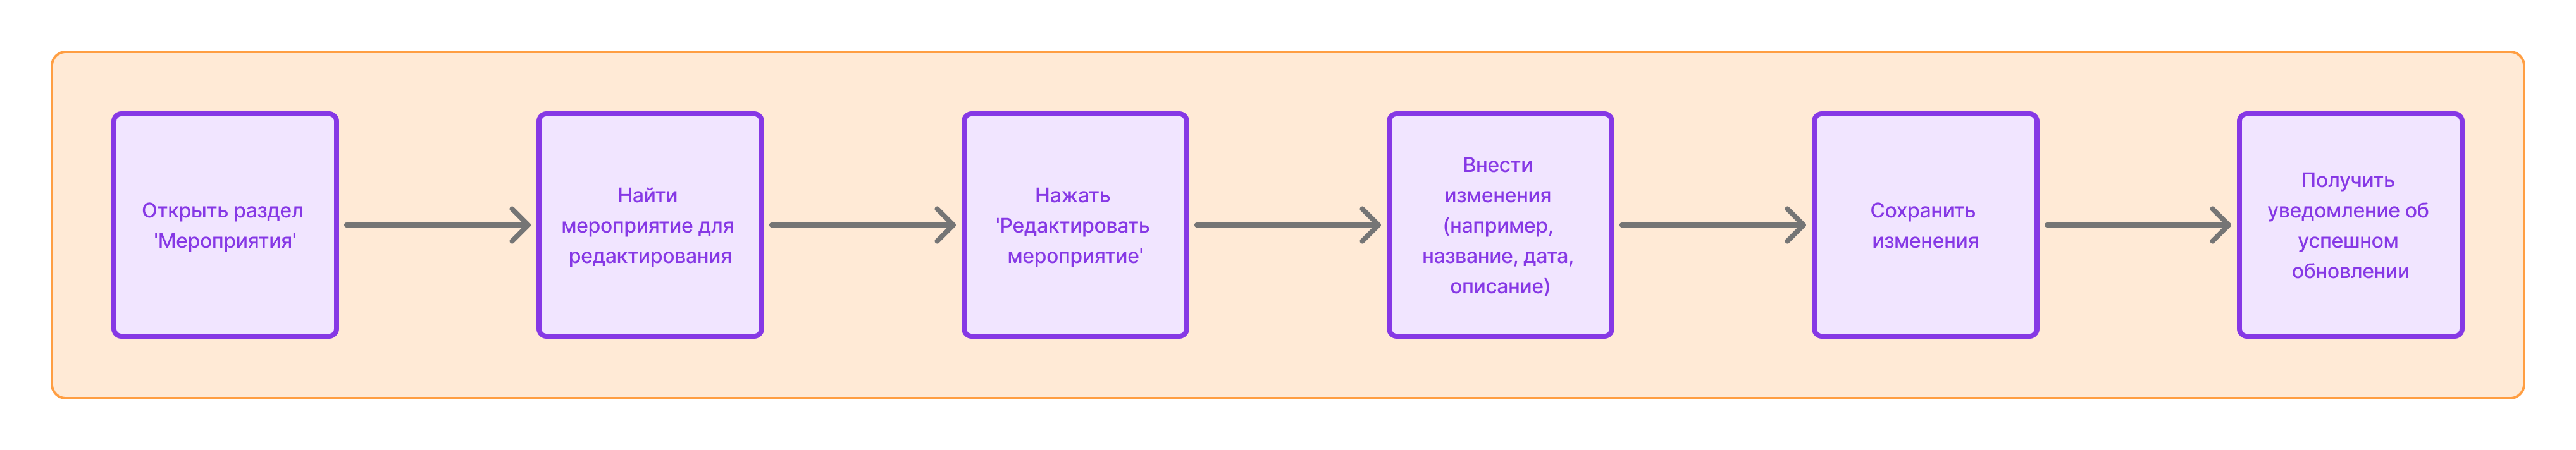 Открыть раздел
'Мероприятия'
Найти
мероприятие для
редактирования
Нажать
'Редактировать
мероприятие'
Внести
изменения
(например,
название, дата,
описание)
Сохранить
изменения
Получить
уведомление об
успешном
обновлении